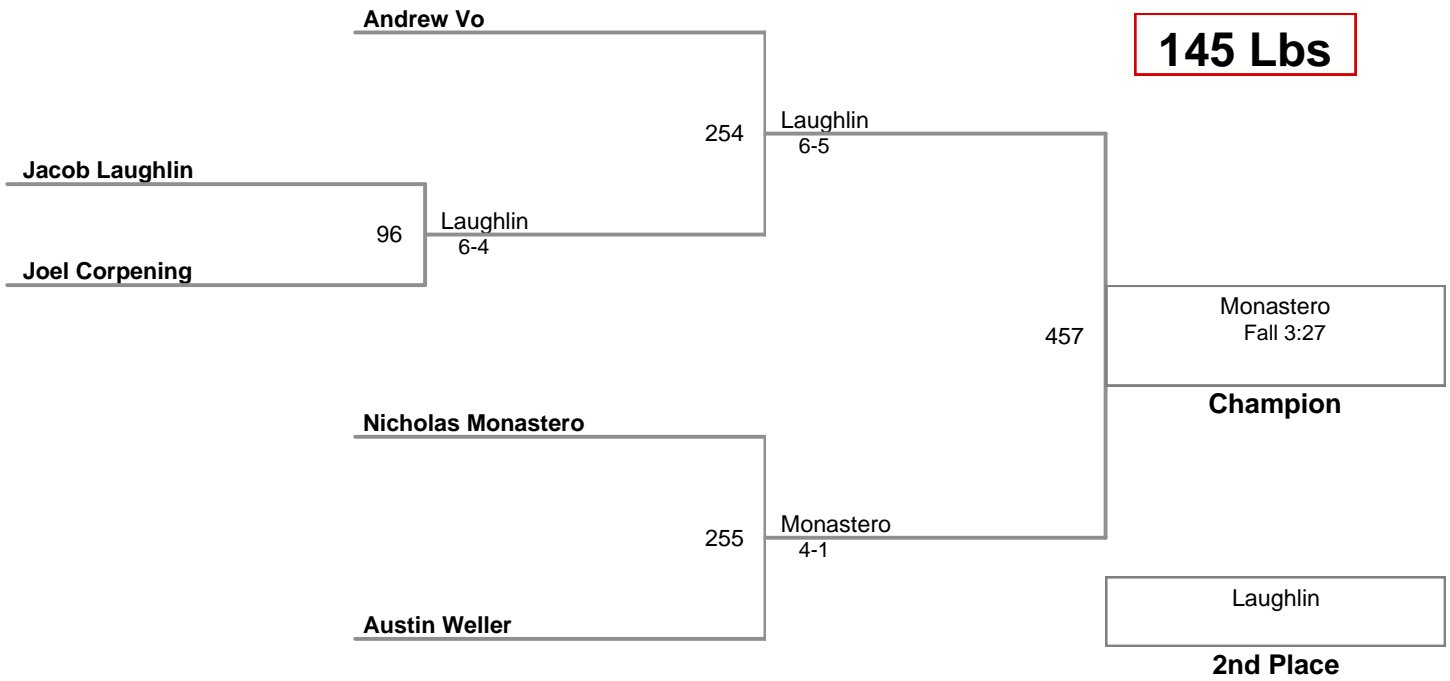 Andrew Vo
145 Lbs
254
Laughlin
6-5
Jacob Laughlin
96
Laughlin
6-4
Joel Corpening
457
Monastero
Fall 3:27
Champion
Nicholas Monastero
255
Monastero
4-1
Austin Weller
Laughlin
2nd Place